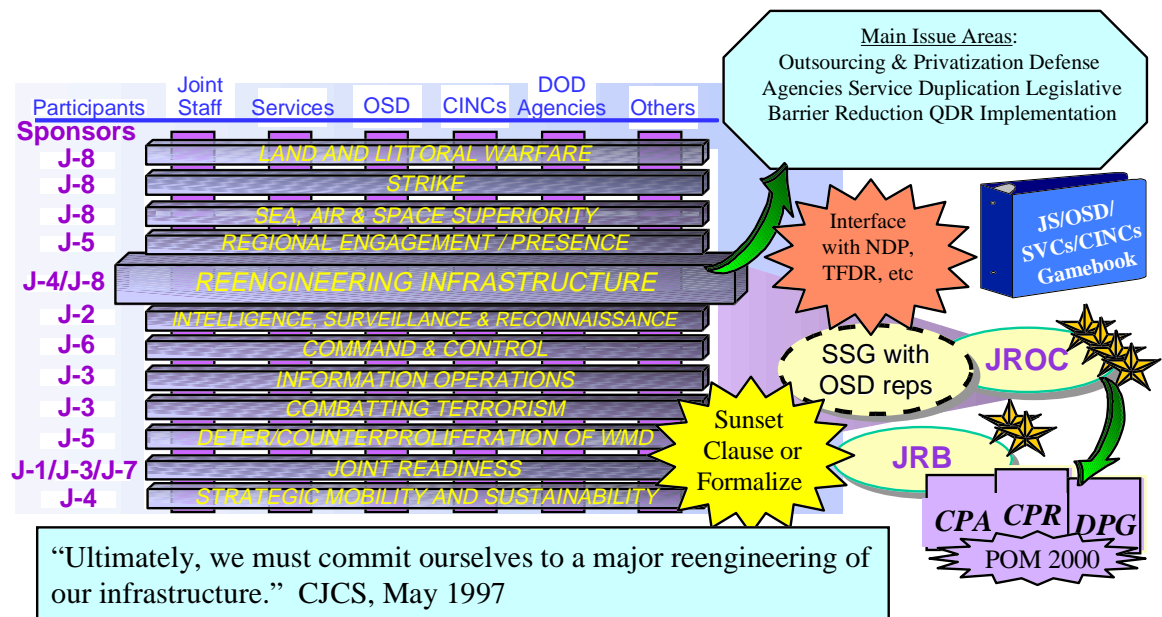 Main Issue Areas:
Outsourcing & Privatization Defense
Agencies Service Duplication Legislative
Barrier Reduction QDR Implementation
Participants
Joint
Staff
Services
OSD
CINCs
DOD
Agencies
Others
Sponsors
J-8
LAND AND LITTORAL WARFARE
J-8
STRIKE
J-8
SEA, AIR & SPACE SUPERIORITY
J-5
REGIONAL ENGAGEMENT / PRESENCE
J-4/J-8
REENGINEERING INFRASTRUCTURE
J-2
INTELLIGENCE, SURVEILLANCE & RECONNAISSANCE
J-6
COMMAND & CONTROL
J-3
INFORMATION OPERATIONS
J-3
COMBATTING TERRORISM
J-5
DETER/COUNTERPROLIFERATION OF WMD
J-1/J-3/J-7
JOINT READINESS
J-4
STRATEGIC MOBILITY AND SUSTAINABILITY
Interface
with NDP,
TFDR, etc
JS/OSD/
SVCs/CINCs
Gamebook
SSG with
OSD reps
JROC
Sunset
Clause or
Formalize
JRB
CPA
CPR
DPG
POM 2000
“Ultimately, we must commit ourselves to a major reengineering of
our infrastructure.”  CJCS, May 1997